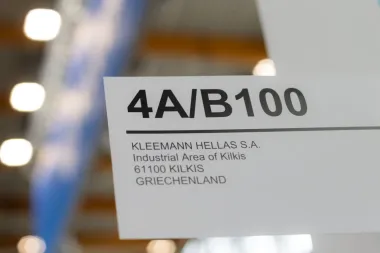 4A/B100
KLEEMANN HELLAS S.A.
Industrial Area of Kilkis
61100 KILKIS
GRIECHENLAND